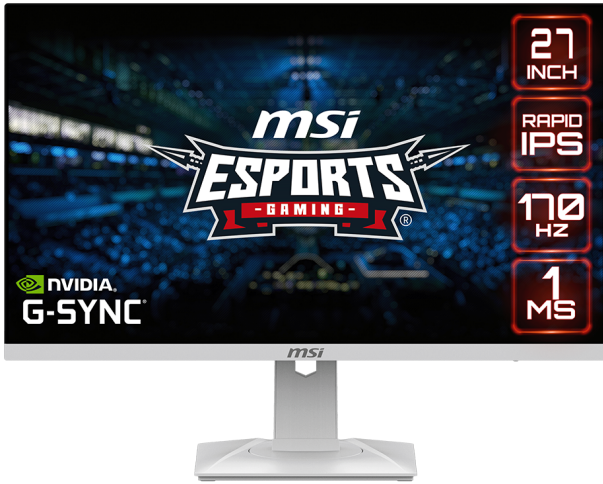 msi
ESPORTS
- GAMING -
®
NVIDIA.
G-SYNC®
27
INCH
RAPID
IPS
170
HZ
1
MS
msi